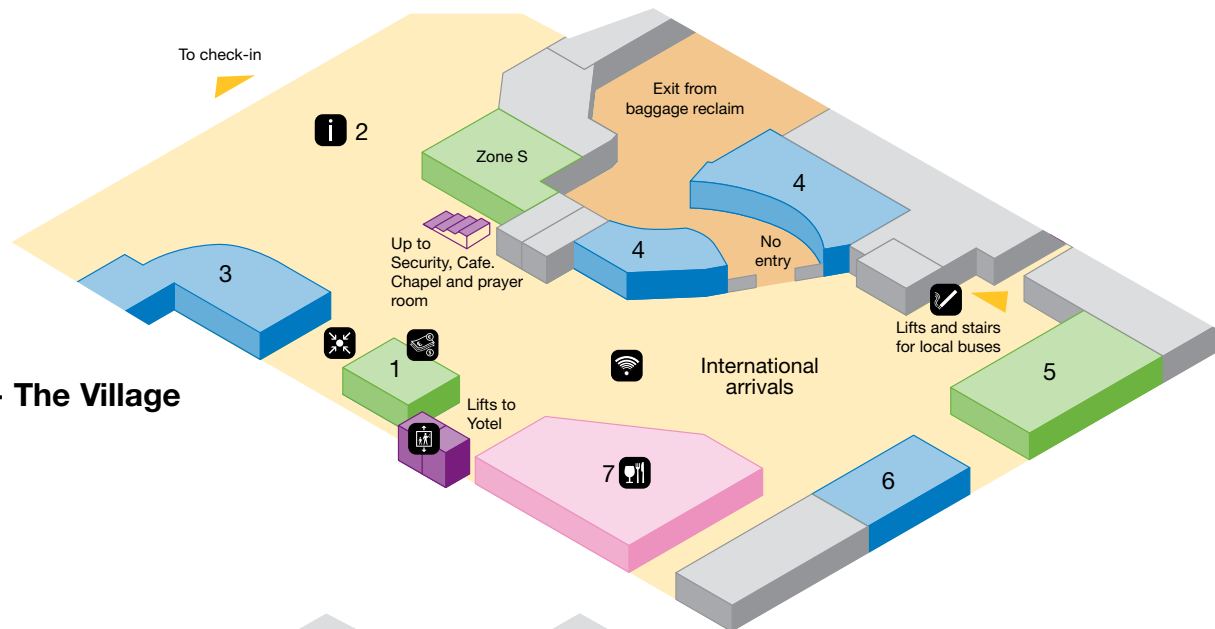 To check-in
Exit from
baggage reclaim
i 2
Zone S
4
No
entry
4
Up to
Security, Cafe.
Chapel and prayer
room
3
Lifts and stairs
for local buses
International
arrivals
1
5
- The Village
Lifts to
Yotel
7
6